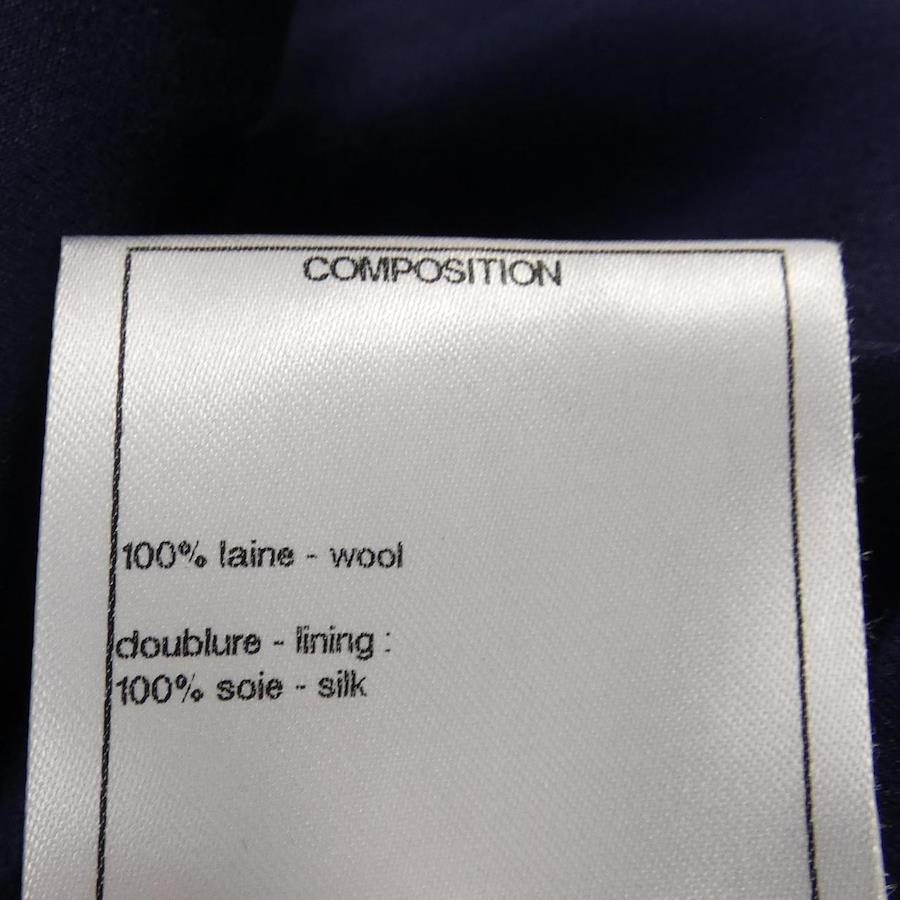 COMPOSITION
100% laine - wool
doublure - lining :
100% soie - silk